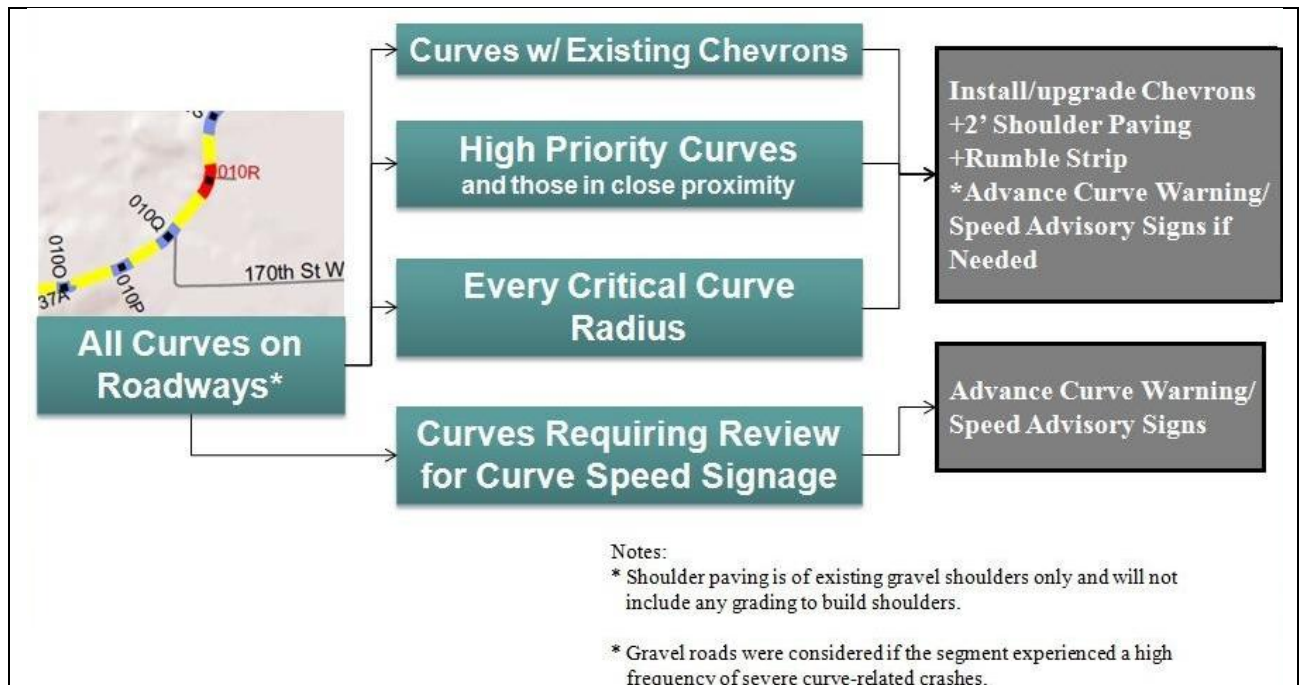 Curves w/ Existing Chevrons
High Priority Curves
and those in close proximity
Every Critical Curve
Radius
Curves Requiring Review
for Curve Speed Signage
010R
010Q
010O
010P
37A
170th St W
All Curves on
Roadways*
Install/upgrade Chevrons
+2’ Shoulder Paving
+Rumble Strip
*Advance Curve Warning/
Speed Advisory Signs if
Needed
Advance Curve Warning/
Speed Advisory Signs
Notes:
* Shoulder paving is of existing gravel shoulders only and will not
include any grading to build shoulders.
* Gravel roads were considered if the segment experienced a high
frequency of severe curve-related crashes.